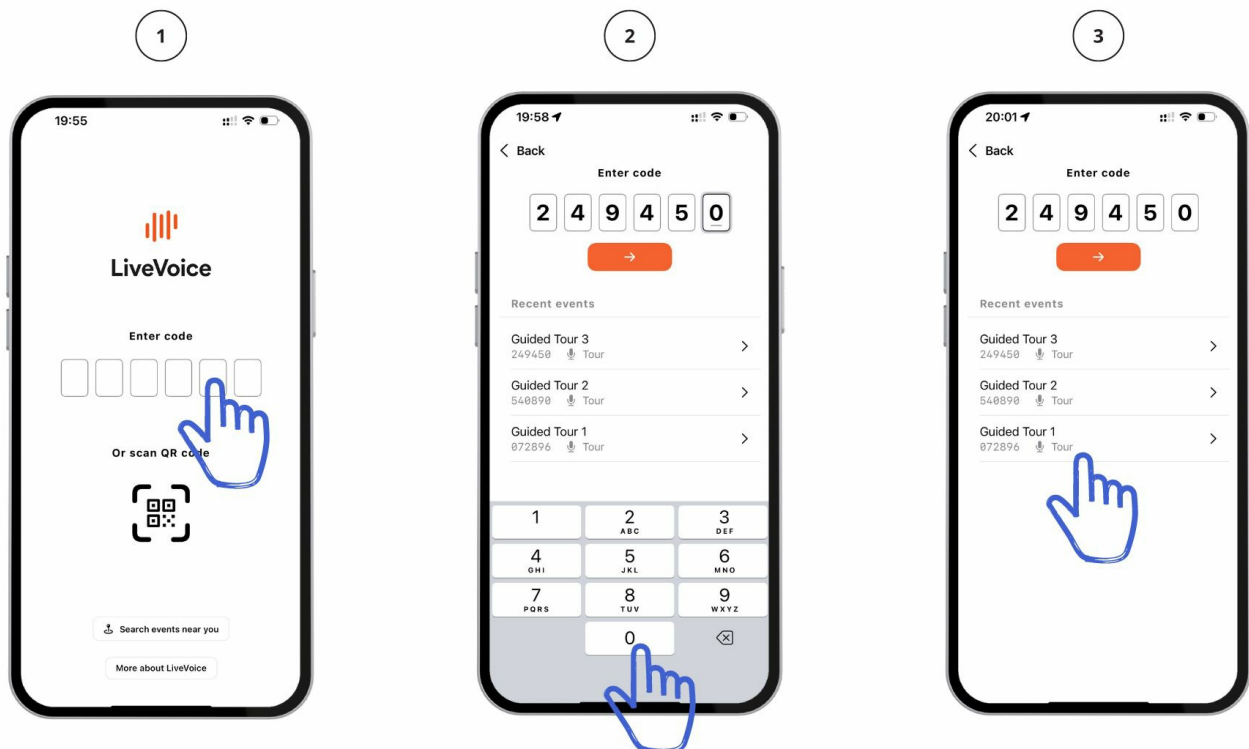 1
19:55
LiveVoice
Enter code
Or scan QR code
Search events near you
More about LiveVoice
2
19:58
Back
Enter code
2 4 9 4 5 0
Recent events
Guided Tour 3
249450 Tour
Guided Tour 2
540890 Tour
Guided Tour 1
072896 Tour
1 2 3
ABC DEF
4 5 6
GHI JKL MNO
7 8 9
PQRS TUV WXYZ
0
3
20:01
Back
Enter code
2 4 9 4 5 0
Recent events
Guided Tour 3
249450 Tour
Guided Tour 2
540890 Tour
Guided Tour 1
072896 Tour